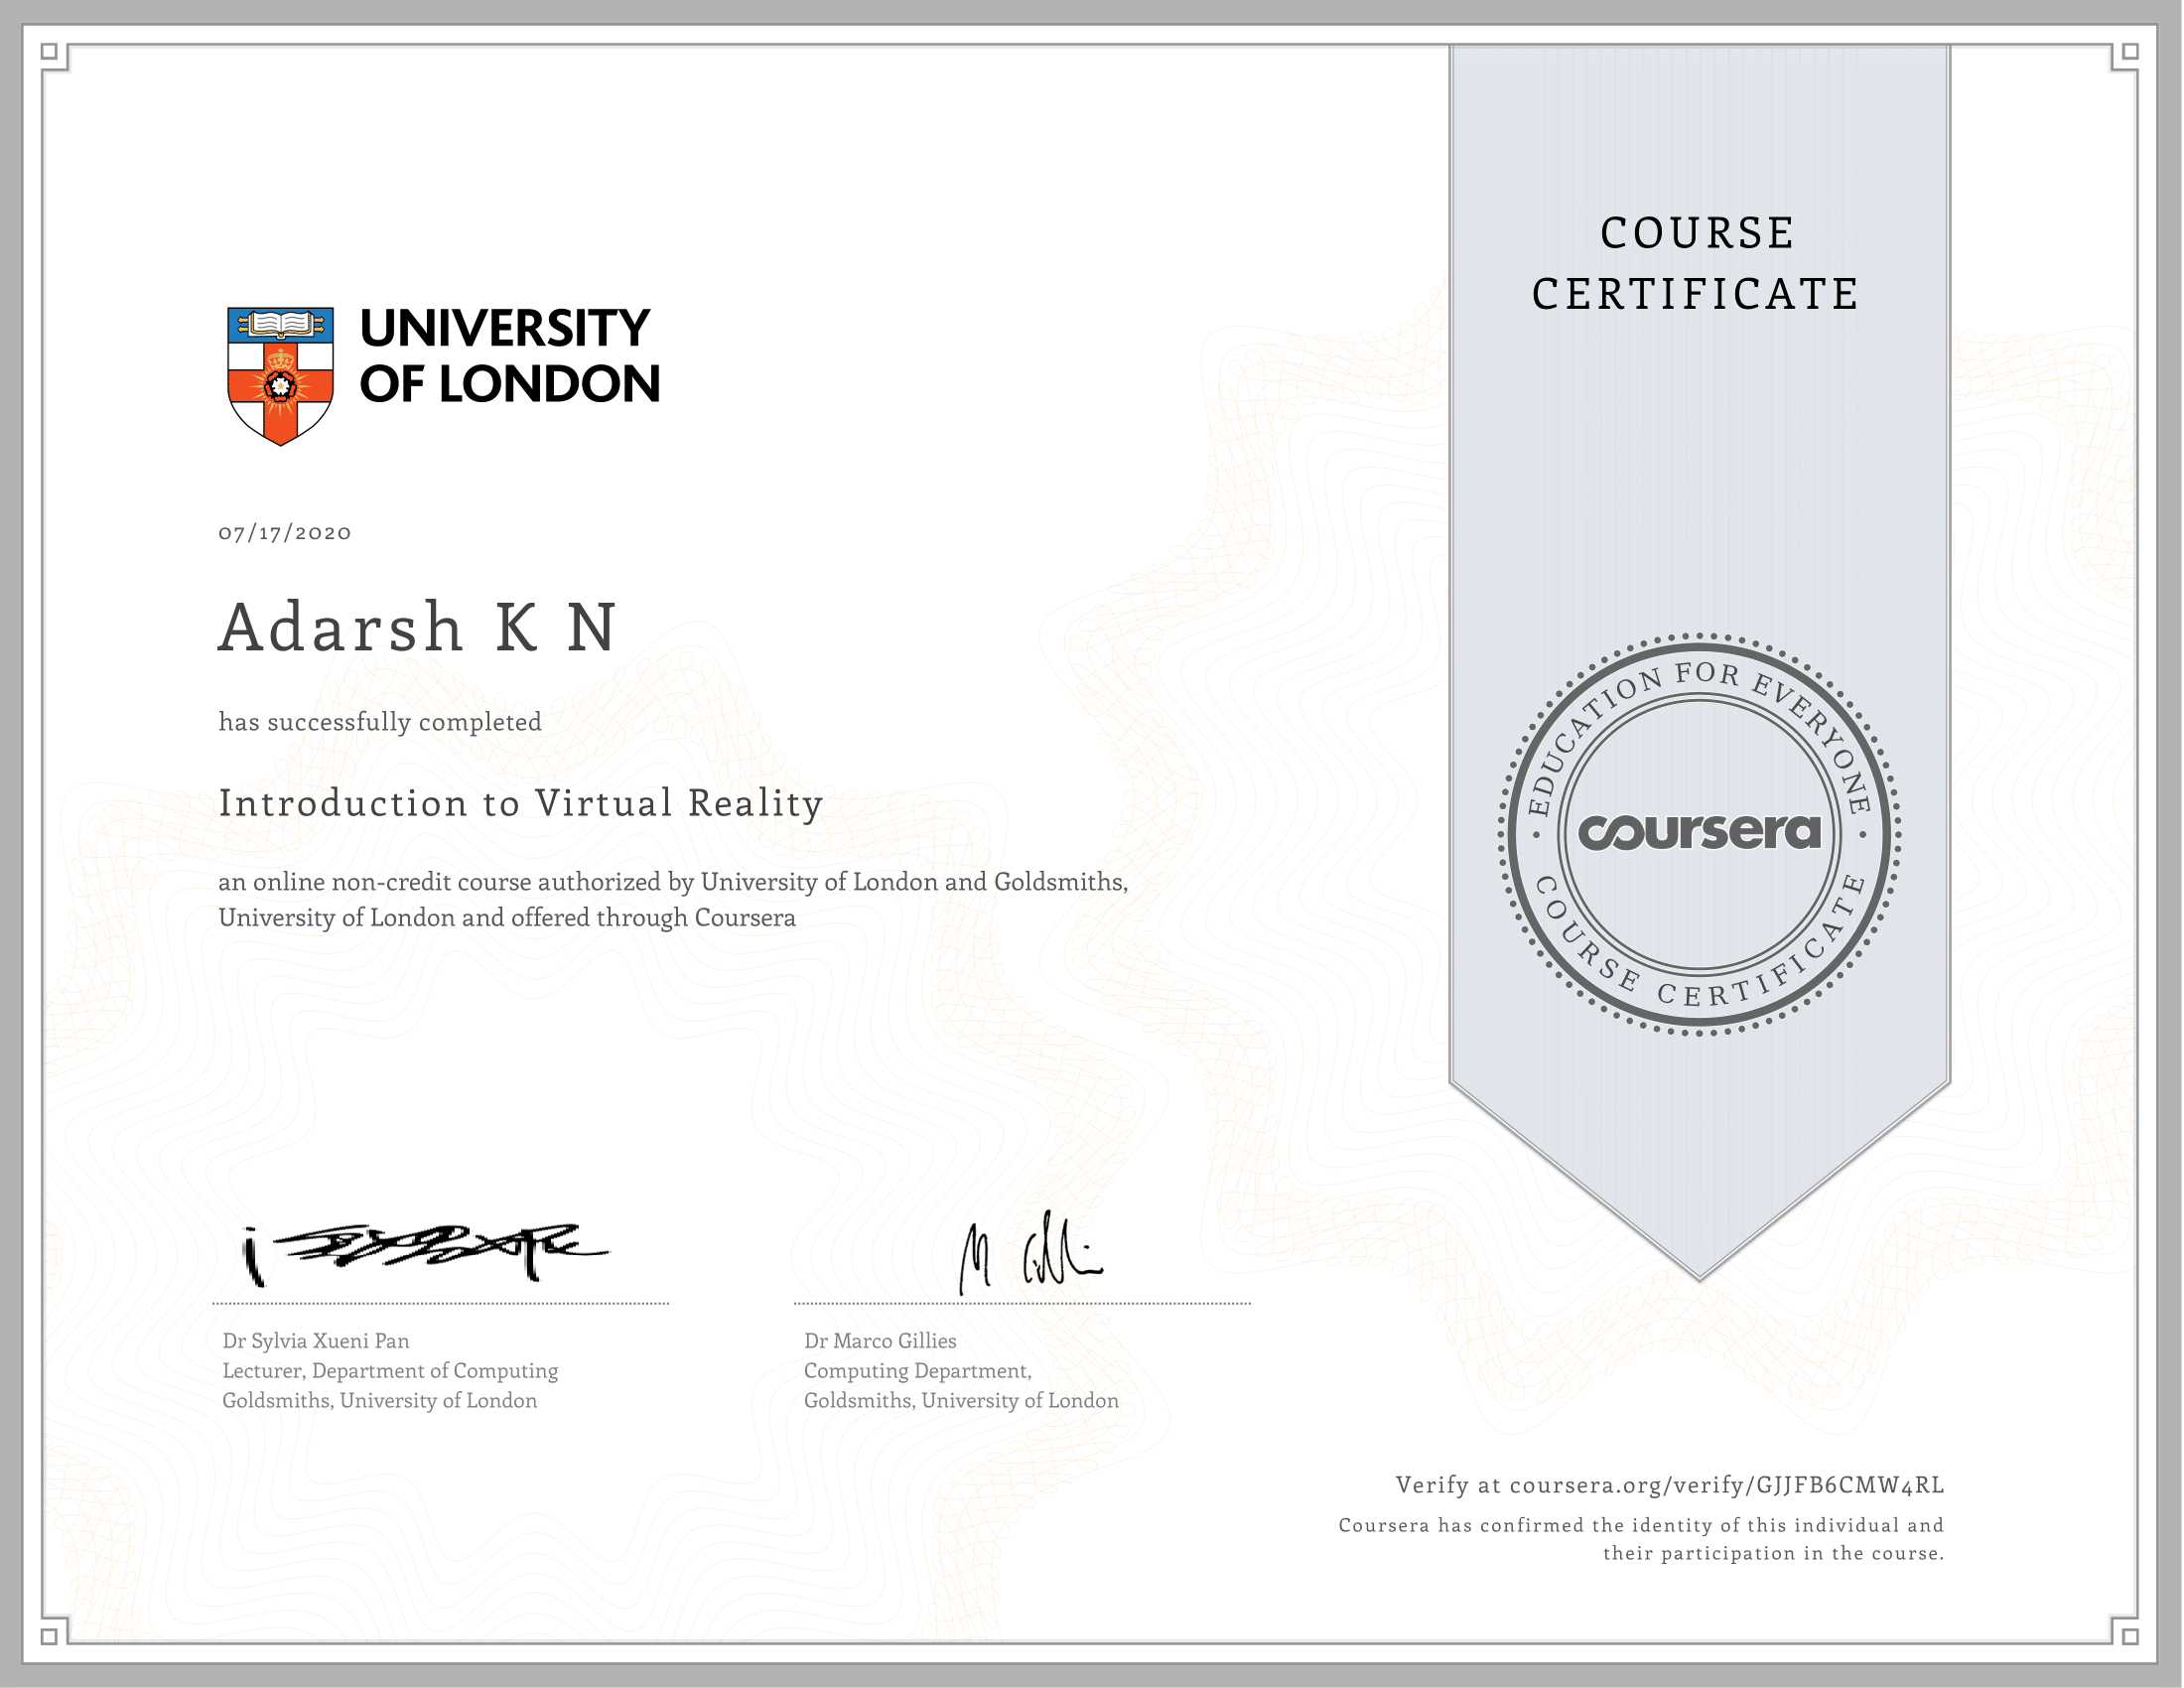 UNIVERSITY
OF LONDON
07/17/2020
Adarsh K N
has successfully completed
Introduction to Virtual Reality
an online non-credit course authorized by University of London and Goldsmiths,
University of London and offered through Coursera
COURSE
CERTIFICATE
EDUCATION FOR EVERYONE
coursera
COURSE CERTIFICATE
Dr Sylvia Xueni Pan
Lecturer, Department of Computing
Goldsmiths, University of London
M Gillies
Dr Marco Gillies
Computing Department,
Goldsmiths, University of London
Verify at coursera.org/verify/GJJFB6CMW4RL
Coursera has confirmed the identity of this individual and
their participation in the course.